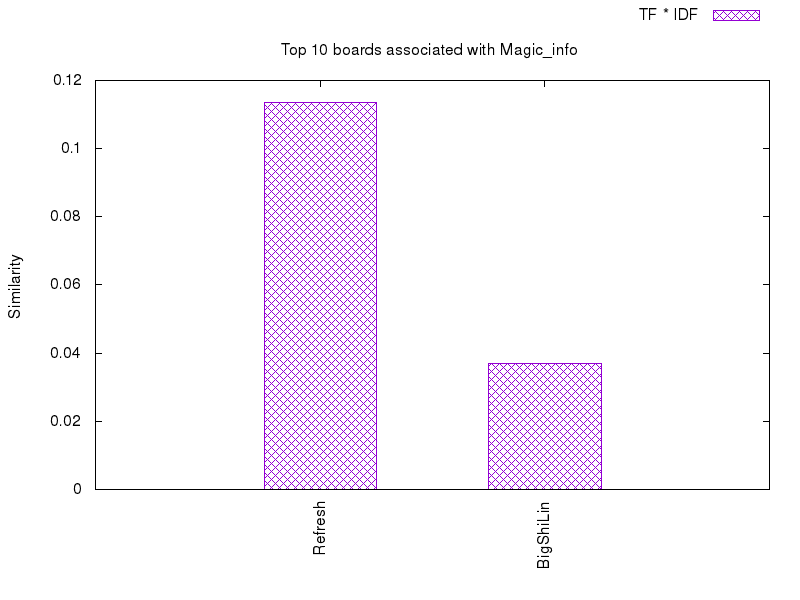 TF * IDF
Top 10 boards associated with Magic_info
0.12
0.1
0.08
0.06
0.04
0.02
0
Similarity
Refresh
BigShiLin